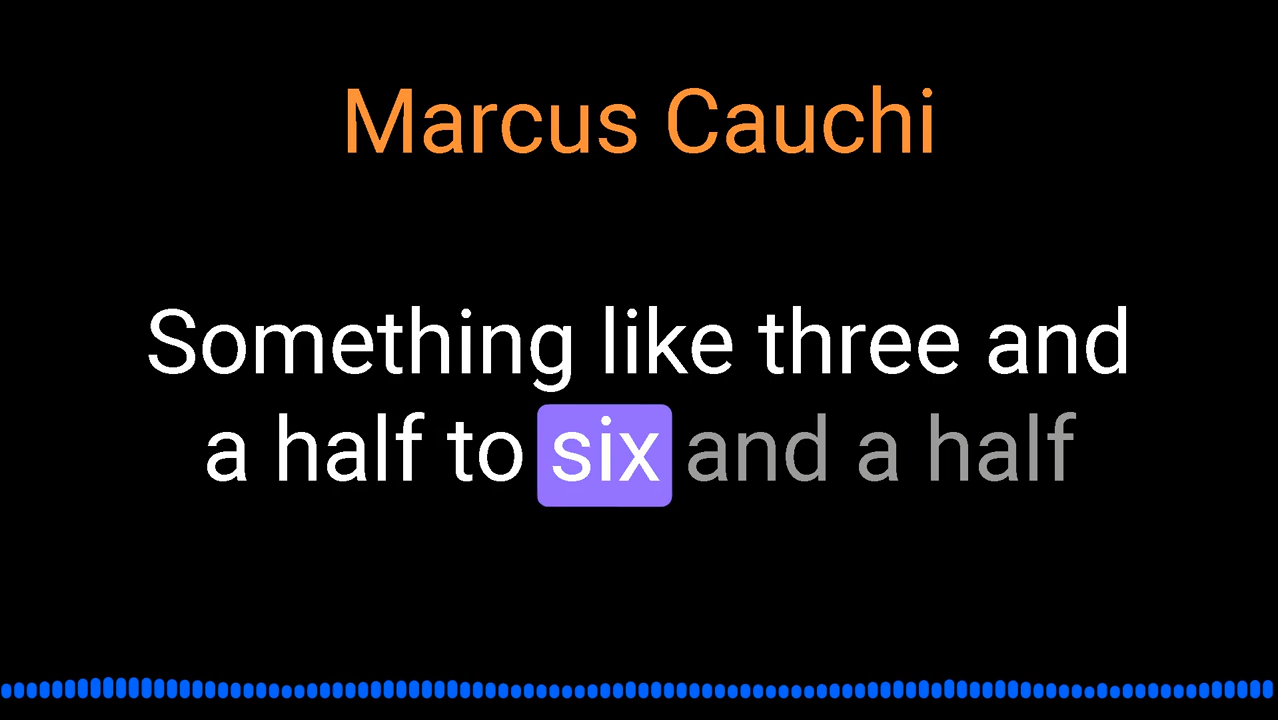 Marcus Cauchi
Something like three and
a half to six and a half